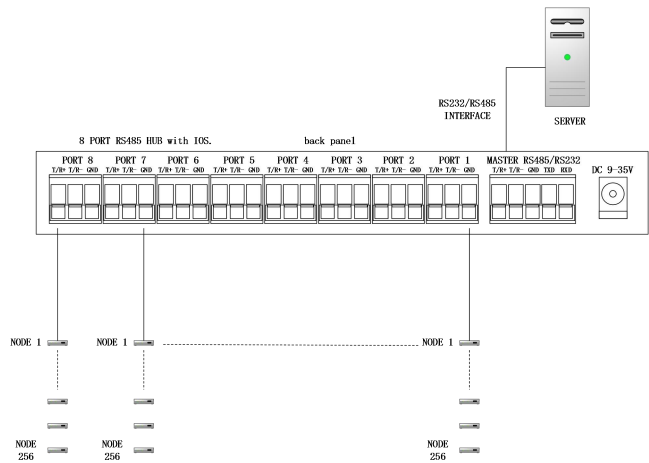 RS232/RS485
INTERFACE
SERVER
8 PORT RS485 HUB with IOS.
back panel
PORT 8 PORT 7 PORT 6 PORT 5 PORT 4 PORT 3 PORT 2 PORT 1 MASTER RS485/RS232
T/R+ T/R- GND T/R+ T/R- GND T/R+ T/R- GND T/R+ T/R- GND T/R+ T/R- GND T/R+ T/R- GND T/R+ T/R- GND T/R+ T/R- GND T/R+ T/R- GND TXD RXD
DC 9-35V
NODE 1 NODE 1 NODE 1
NODE NODE NODE
256 256 256